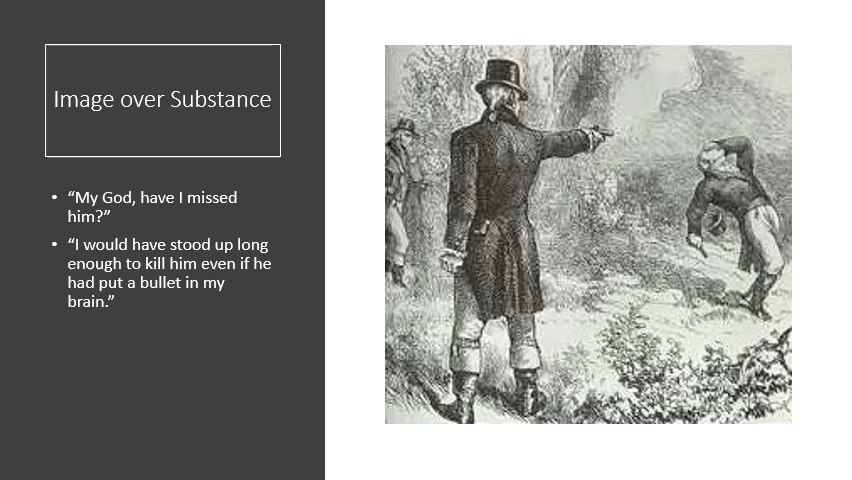 Image over Substance
• “My God, have I missed
him?”
• “I would have stood up long
enough to kill him even if he
had put a bullet in my
brain.”